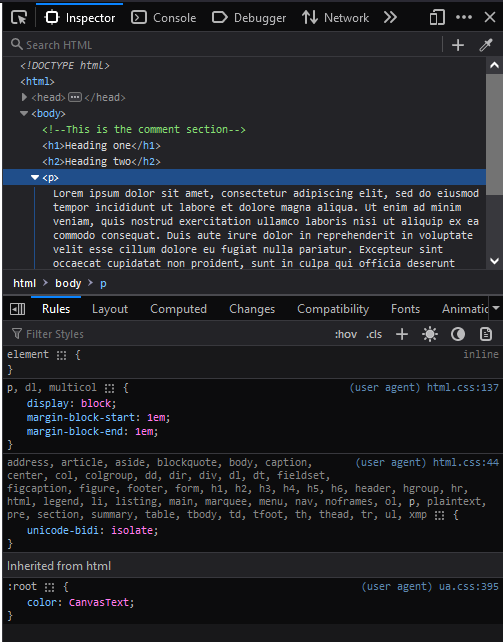 Inspector Console Debugger Network
Search HTML
<!DOCTYPE html>
<html>
<head> </head>
<body>
<!--This is the comment section-->
<h1>Heading one</h1>
<h2>Heading two</h2>
<p>
Lorem ipsum dolor sit amet, consectetur adipiscing elit, sed do eiusmod
tempor incididunt ut labore et dolore magna aliqua. Ut enim ad minim
veniam, quis nostrud exercitation ullamco laboris nisi ut aliquip ex ea
commodo consequat. Duis aute irure dolor in reprehenderit in voluptate
velit esse cillum dolore eu fugiat nulla pariatur. Excepteur sint
occaecat cupidatat non proident, sunt in culpa qui officia deserunt
html > body > p
Rules Layout Computed Changes Compatibility Fonts Animatic
Filter Styles :hov .cls
element { inline
}
p, dl, multicol { (user agent) html.css:137
display: block;
margin-block-start: 1em;
margin-block-end: 1em;
}
address, article, aside, blockquote, body, caption, (user agent) html.css:44
center, col, colgroup, dd, dir, div, dl, dt, fieldset,
figcaption, figure, footer, form, h1, h2, h3, h4, h5, h6, header, hgroup, hr,
html, legend, li, listing, main, marquee, menu, nav, noframes, ol, p, plaintext,
pre, section, summary, table, tbody, td, tfoot, th, thead, tr, ul, xmp {
unicode-bidi: isolate;
}
Inherited from html
:root { (user agent) ua.css:395
color: CanvasText;
}